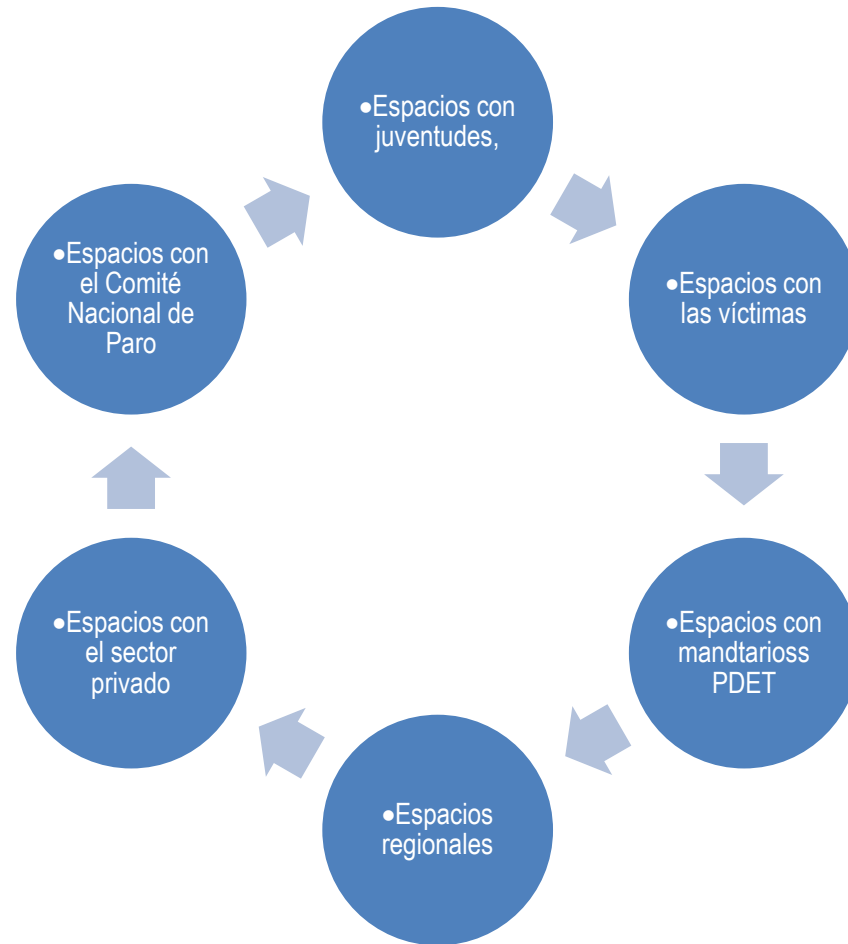 •Espacios con
juventudes,
•Espacios con
las víctimas
•Espacios con
mandtarioss
PDET
•Espacios
regionales
•Espacios con
el sector
privado
•Espacios con
el Comité
Nacional de
Paro